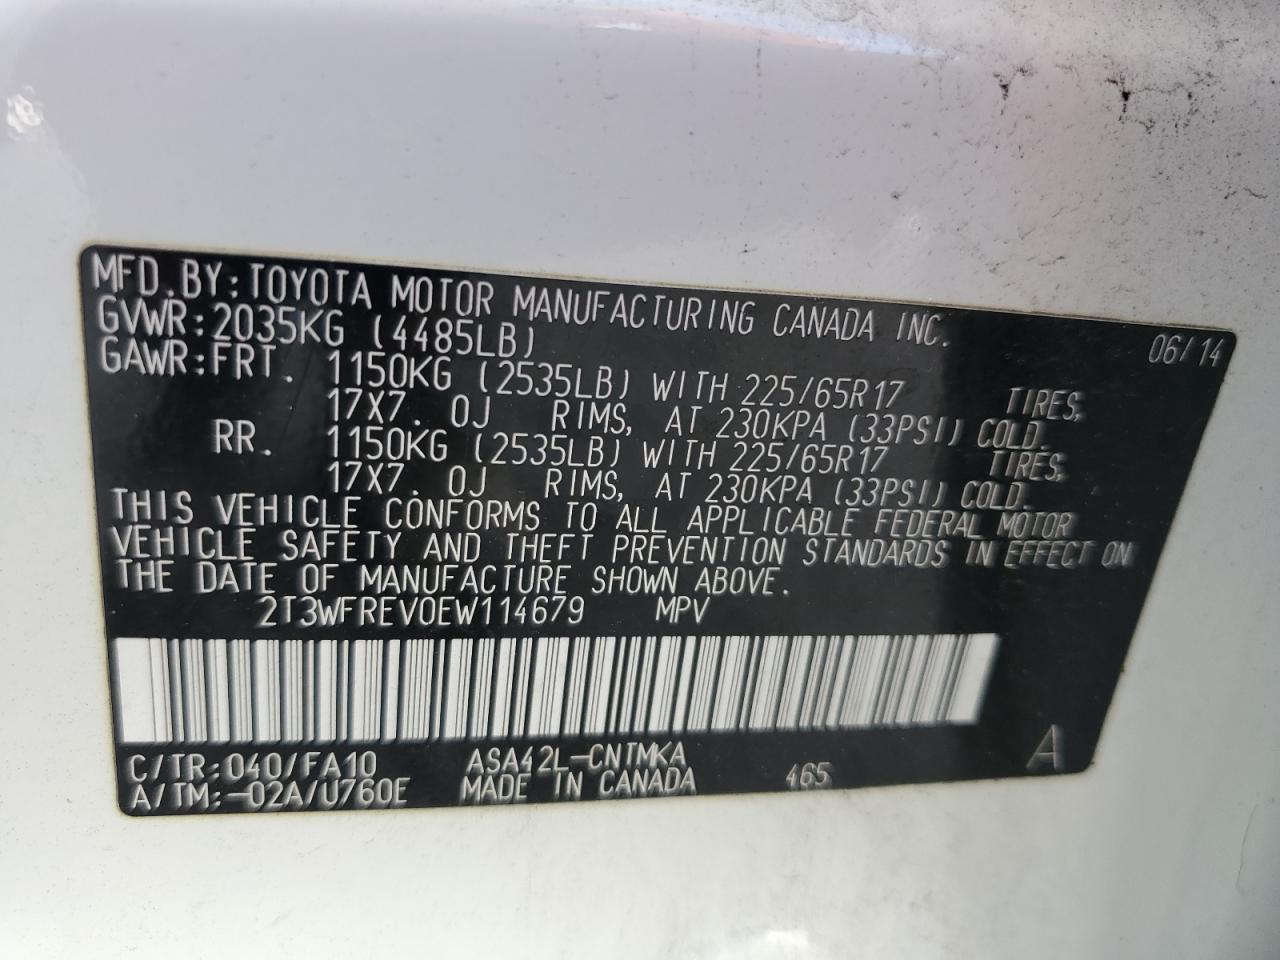 MFD.BY:TOYOTA MOTOR MANUFACTURING CANADA INC. 06/14
GVWR:2035KG (4485LB)
GAWR:FRT. 1150KG (2535LB) WITH 225/65R17 TIRES,
17X7.0J RIMS, AT 230KPA (33PSI) COLD.
RR. 1150KG (2535LB) WITH 225/65R17 TIRES,
17X7.0J RIMS, AT 230KPA (33PSI) COLD.
THIS VEHICLE CONFORMS TO ALL APPLICABLE FEDERAL MOTOR
VEHICLE SAFETY AND THEFT PREVENTION STANDARDS IN EFFECT ON
THE DATE OF MANUFACTURE SHOWN ABOVE.
2T3WFREV0EW114679 MPV
C/TR:040/FA10 ASA42L-CNTMKA 465 A
A/TM:-02A/U760E MADE IN CANADA